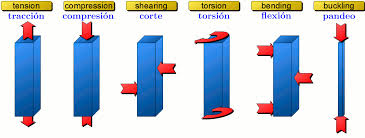 tension compression shearing torsion bending buckling
tracción compresión corte torsión flexión pandeo